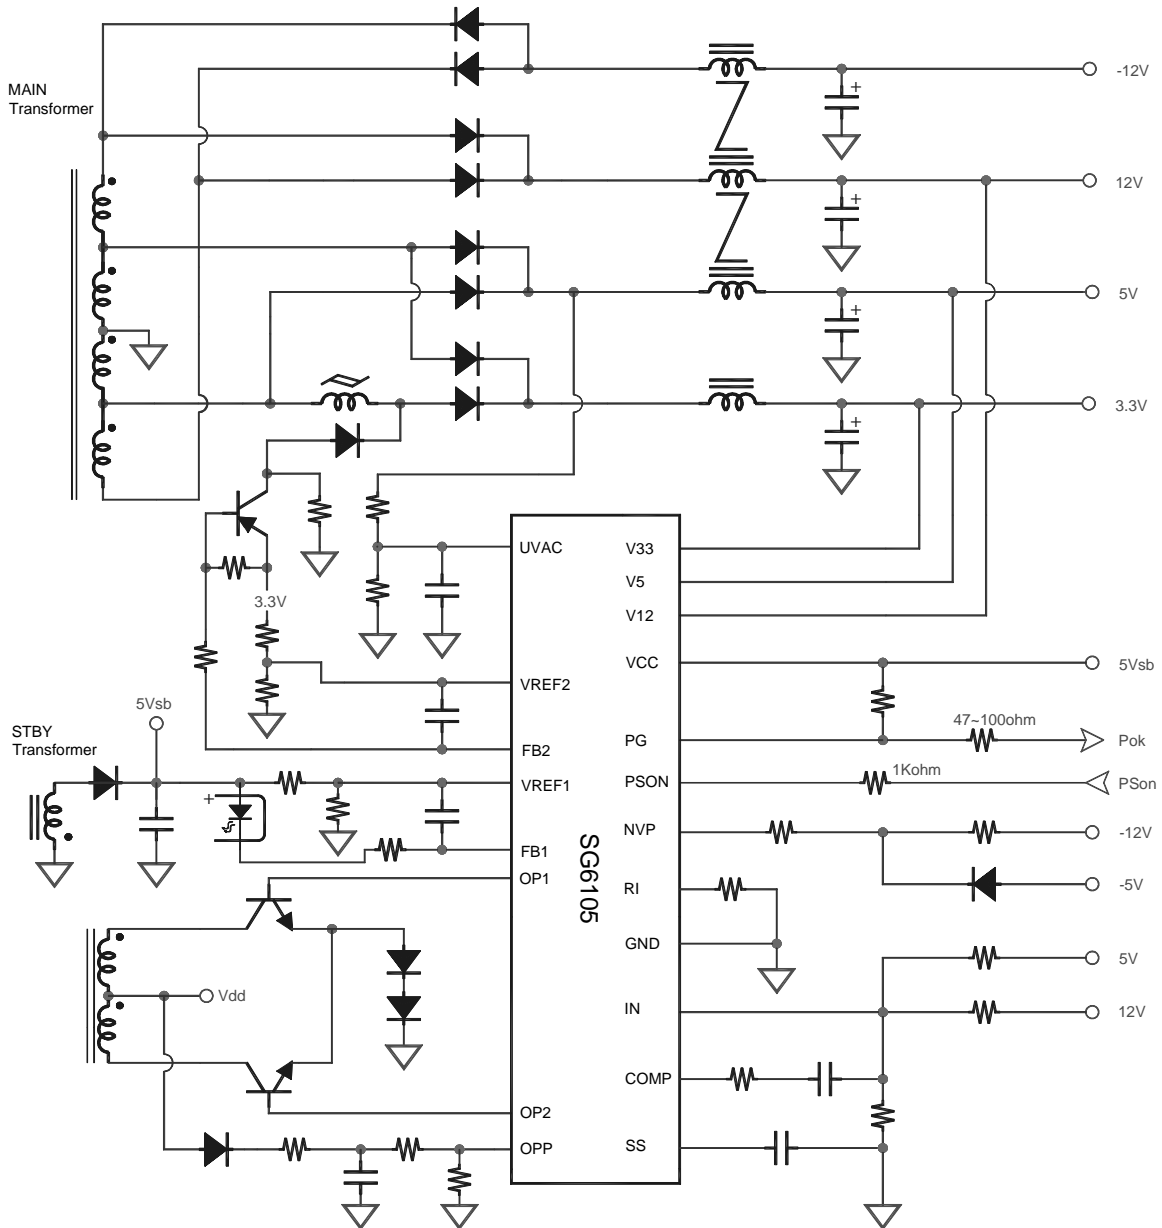 -12V
MAIN
Transformer
+
12V
+
5V
+
3.3V
+
UVAC
V33
V5
3.3V
V12
VREF2
VCC
5Vsb
5Vsb
STBY
Transformer
47~100ohm
FB2
PG
Pok
1Kohm
VREF1
PSON
PSon
+
NVP
-12V
FB1
OP1
SG6105
RI
-5V
GND
5V
Vdd
IN
12V
COMP
OP2
OPP
SS